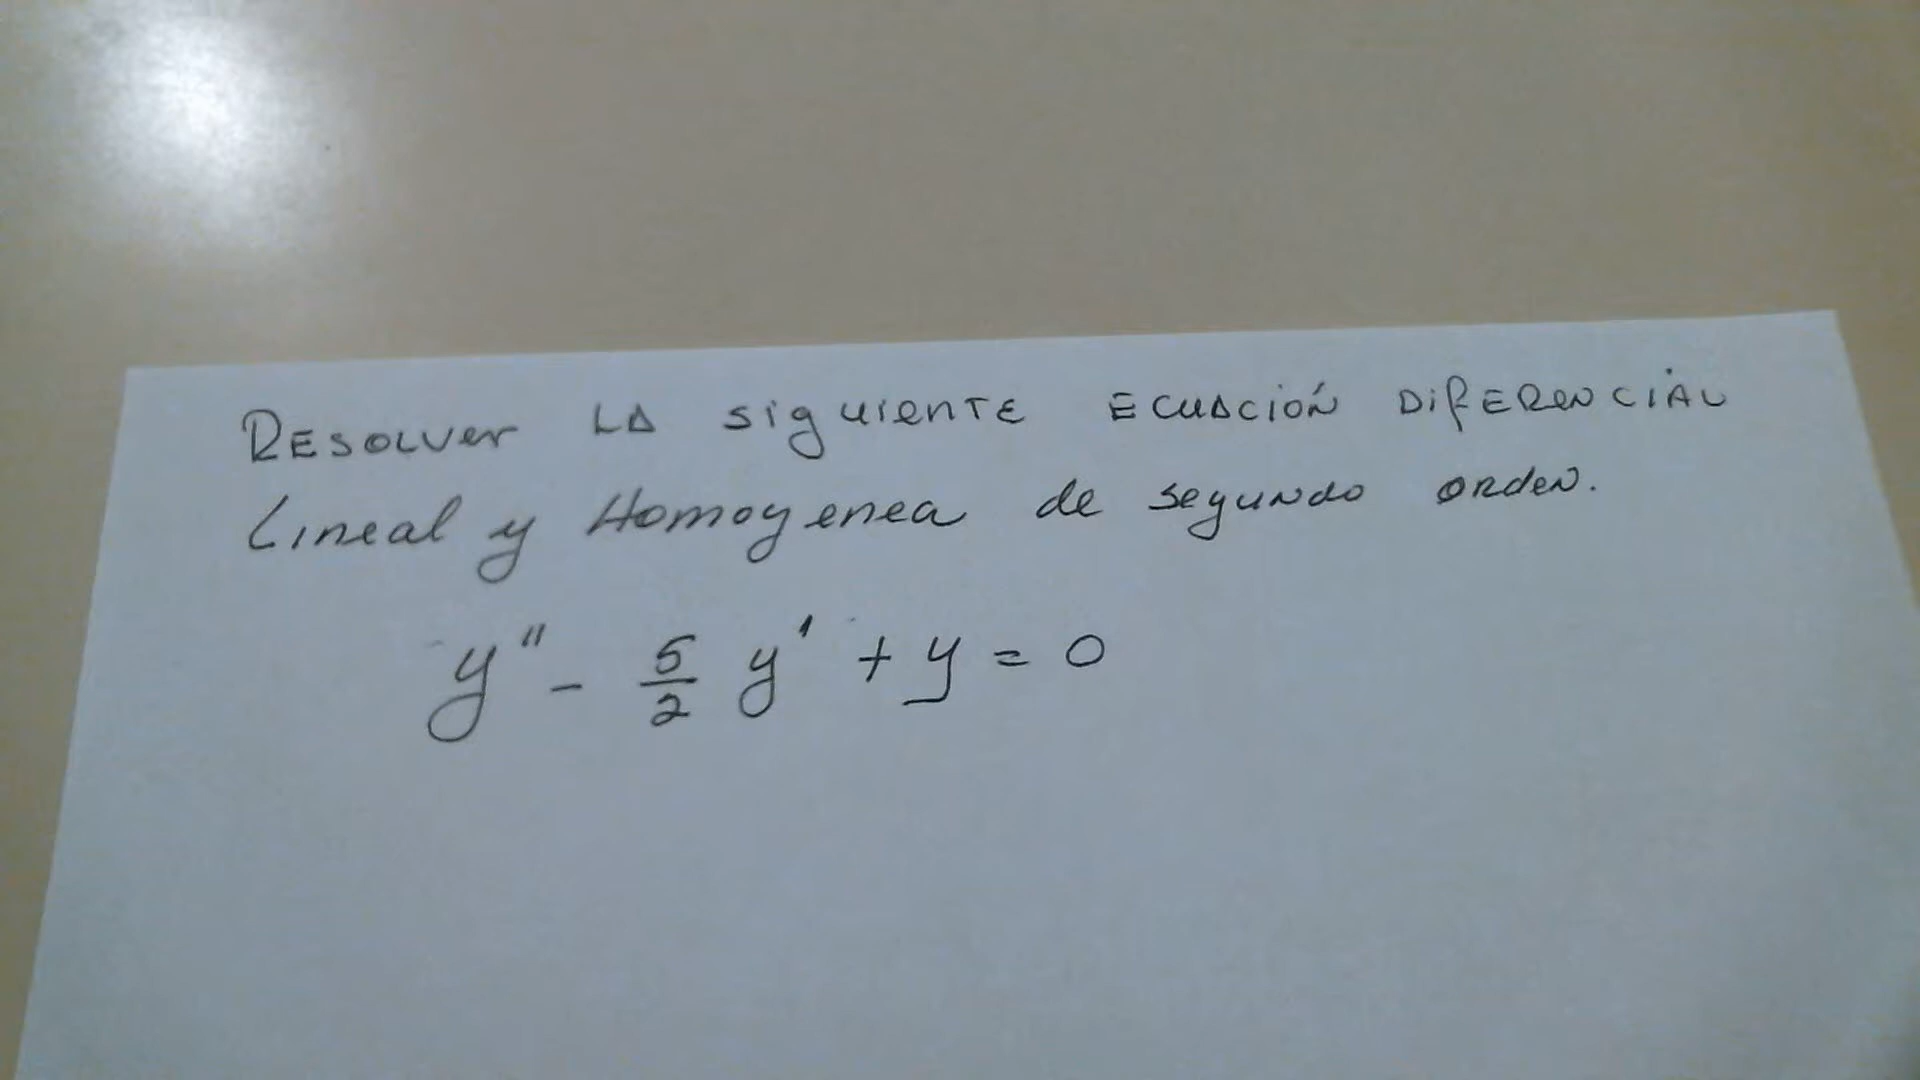 RESOLVer LA siguienTE ECUACIÓN DIFERENCIAL
Lineal y Homogenea de segundo orden.
y'' - 5/2 y' + y = 0